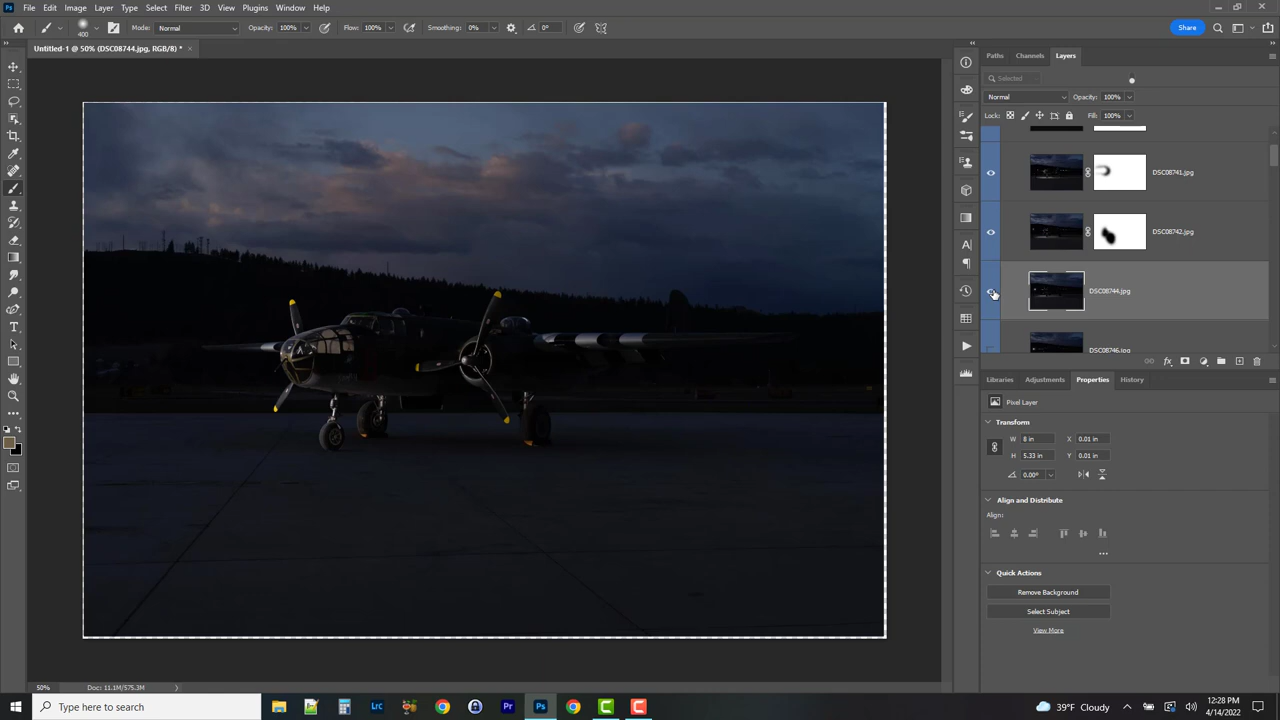 File Edit Image Layer Type Select Filter 3D View Plugins Window Help
400 Mode: Normal Opacity: 100% Flow: 100% Smoothing: 0% 0° Share
Untitled-1 @ 50% (DSC08744.jpg, RGB/8) *
Paths Channels Layers
Selected
Normal Opacity: 100%
Lock: Fill: 100%
DSC08741.jpg
DSC08742.jpg
DSC08744.jpg
DSC08746.jpg
Libraries Adjustments Properties History
Pixel Layer
Transform
W 8 in X 0.01 in
H 5.33 in Y 0.01 in
0.00°
Align and Distribute
Align:
Quick Actions
Remove Background
Select Subject
View More
50% Doc: 11.1M/575.3M
Type here to search
39°F Cloudy
12:28 PM
4/14/2022